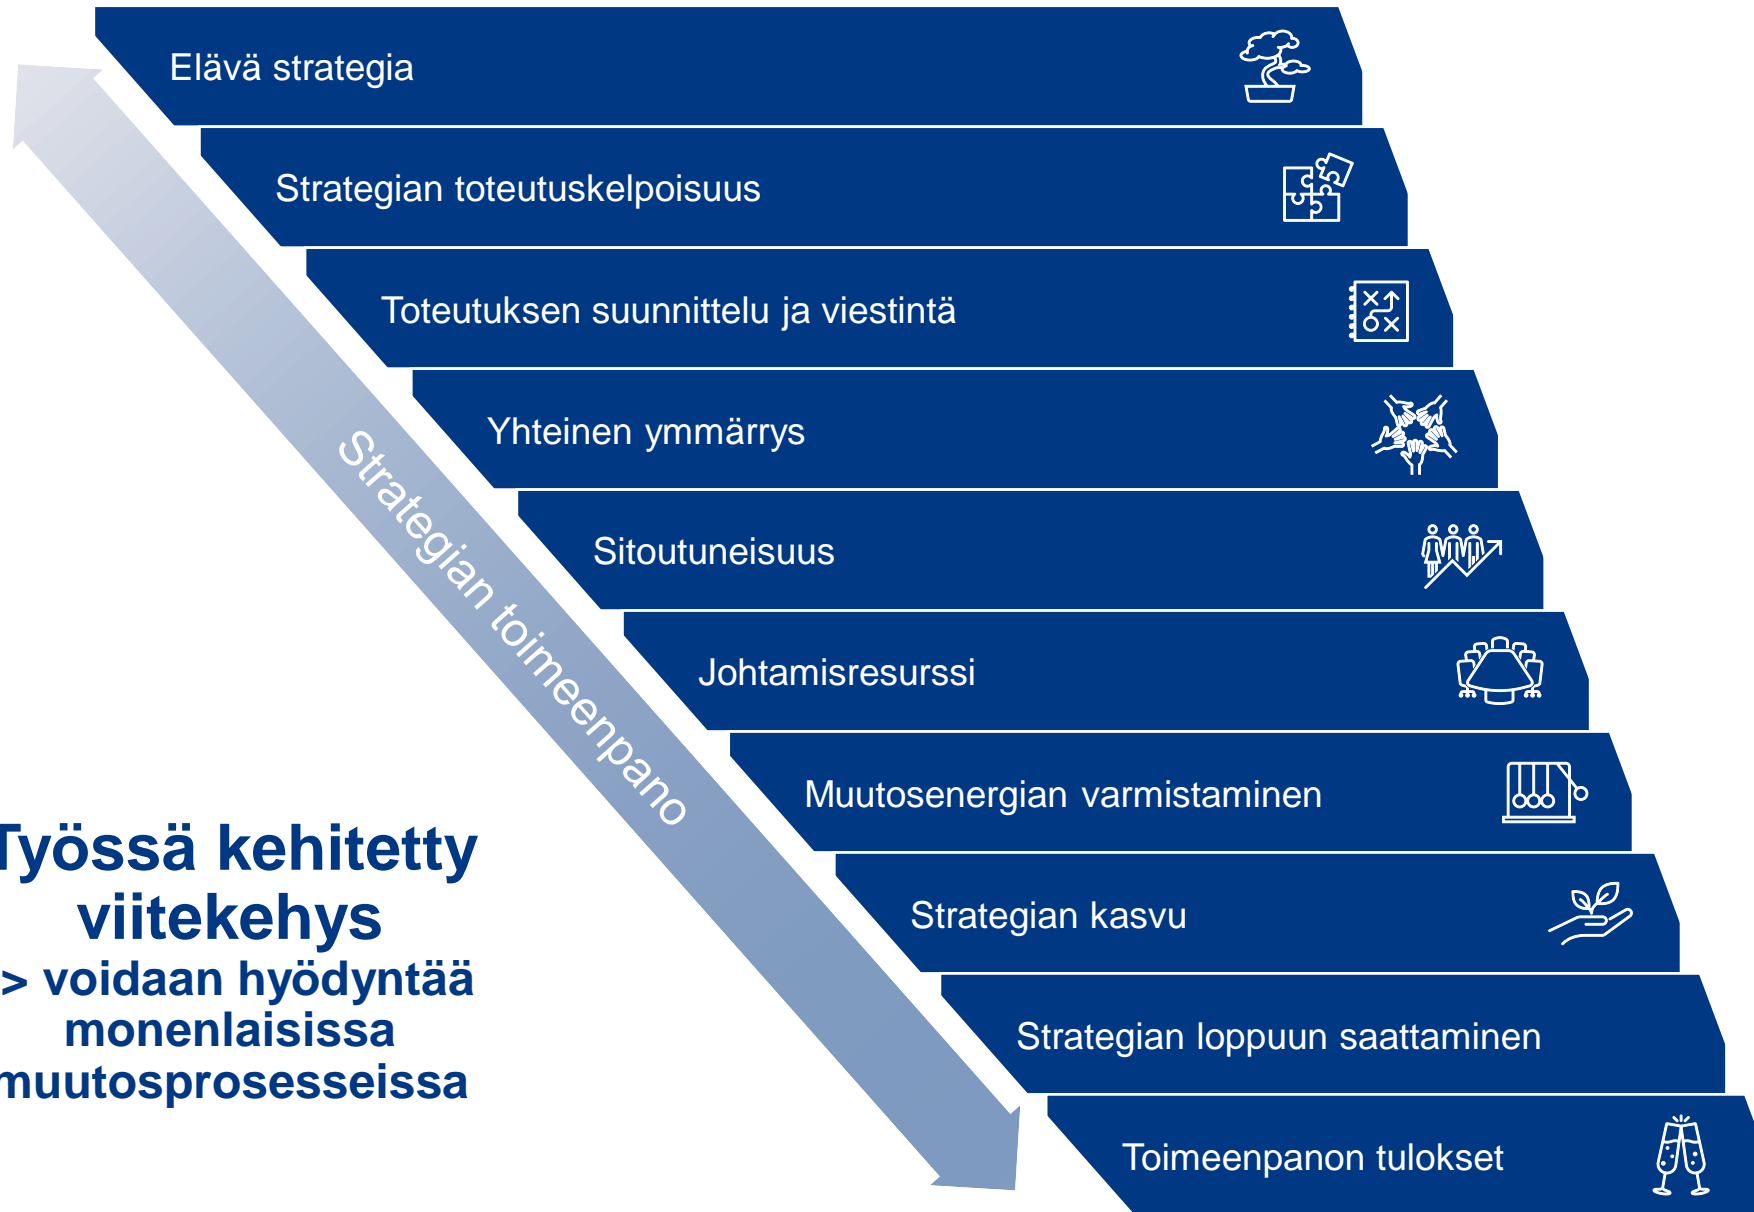 Elävä strategia
Strategian toteutuskelpoisuus
Toteutuksen suunnittelu ja viestintä
Yhteinen ymmärrys
Sitoutuneisuus
Johtamisresurssi
Muutosenergian varmistaminen
Strategian kasvu
Strategian loppuun saattaminen
Toimeenpanon tulokset
Strategian toimeenpano
Työssä kehitetty
viitekehys
> voidaan hyödyntää
monenlaisissa
muutosprosesseissa